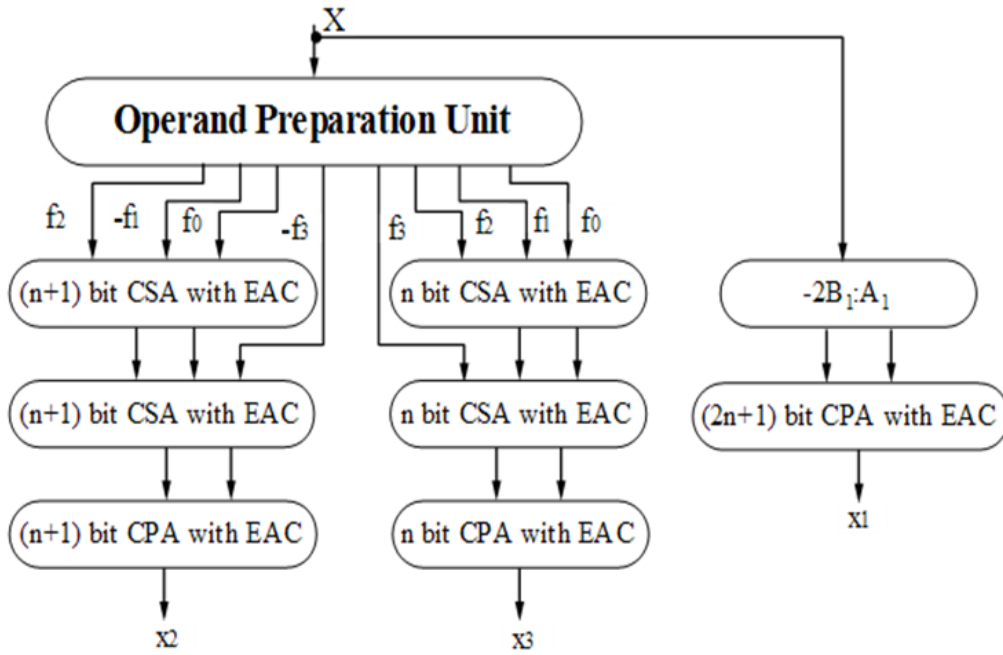 X
Operand Preparation Unit
f2 -f1 f0 -f3 f3 f2 f1 f0
(n+1) bit CSA with EAC n bit CSA with EAC -2B1:A1
(n+1) bit CSA with EAC n bit CSA with EAC (2n+1) bit CPA with EAC
(n+1) bit CPA with EAC n bit CPA with EAC x1
x2 x3